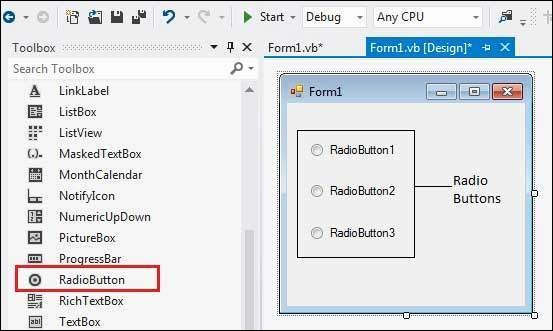 Start Debug Any CPU
Toolbox
Form1.vb* Form1.vb [Design]*
Search Toolbox
LinkLabel
ListBox
ListView
MaskedTextBox
MonthCalendar
NotifyIcon
NumericUpDown
PictureBox
ProgressBar
RadioButton
RichTextBox
TextBox
Form1
RadioButton1
RadioButton2
RadioButton3
Radio
Buttons